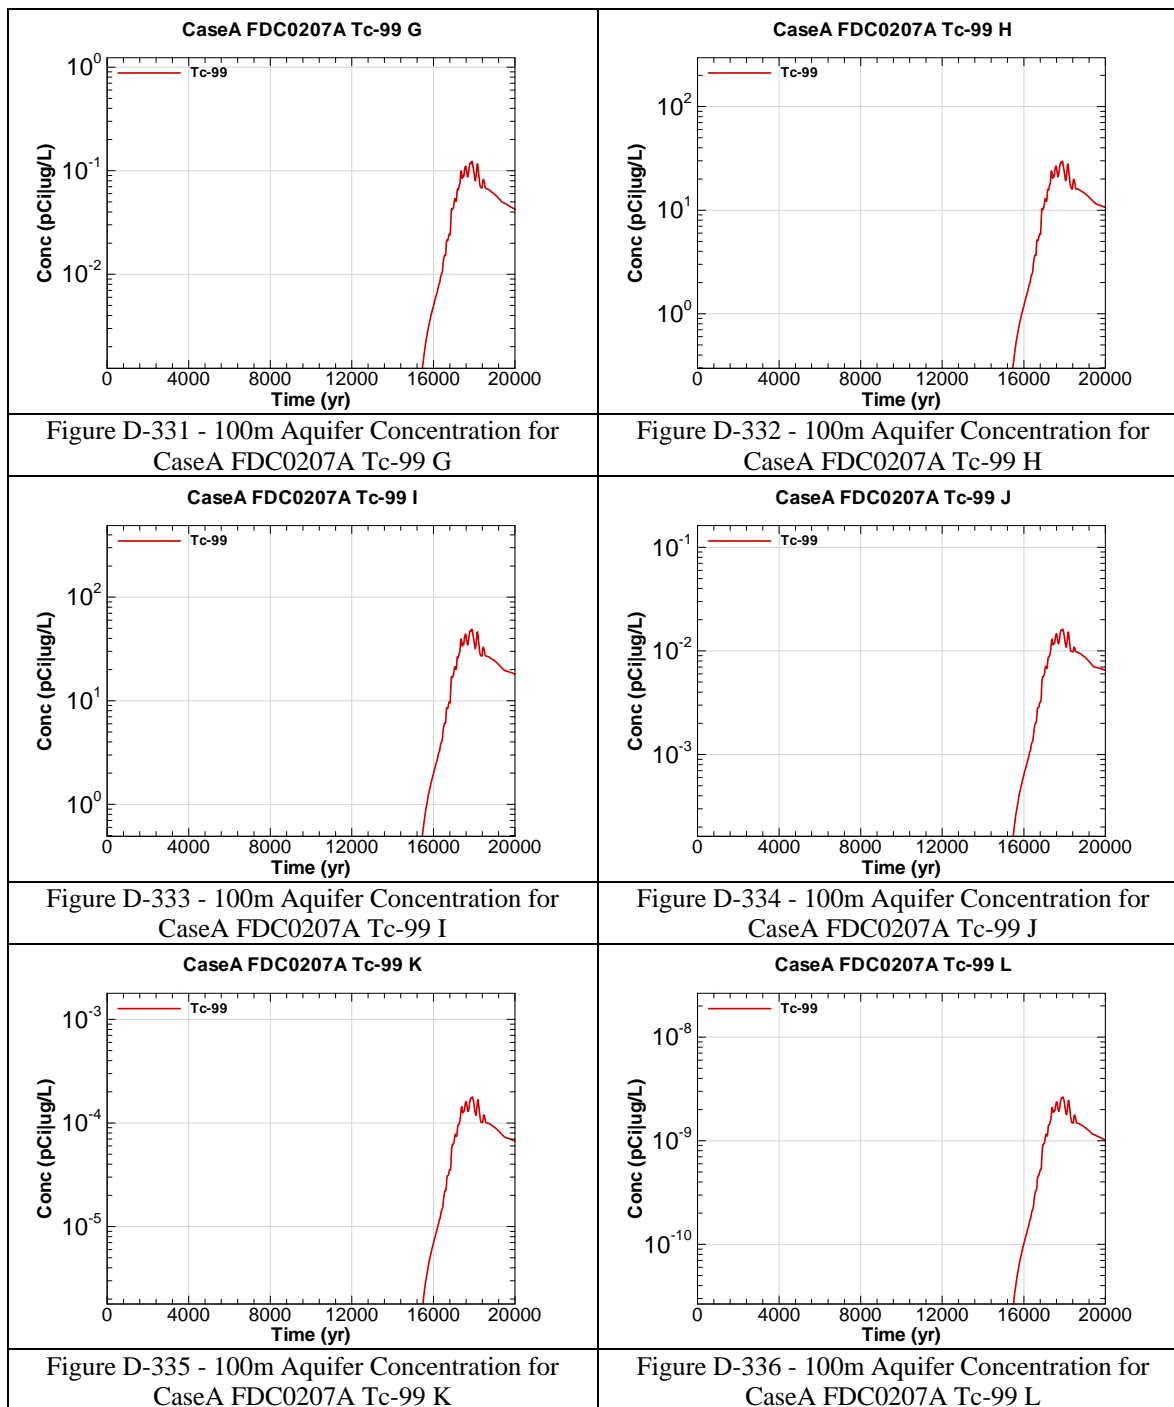 CaseA FDC0207A Tc-99 G
Tc-99
10^0
10^-1
10^-2
Conc (pCi|ug/L)
0 4000 8000 12000 16000 20000
Time (yr)
Figure D-331 - 100m Aquifer Concentration for
CaseA FDC0207A Tc-99 G
CaseA FDC0207A Tc-99 H
Tc-99
10^2
10^1
10^0
Conc (pCi|ug/L)
0 4000 8000 12000 16000 20000
Time (yr)
Figure D-332 - 100m Aquifer Concentration for
CaseA FDC0207A Tc-99 H
CaseA FDC0207A Tc-99 I
Tc-99
10^2
10^1
10^0
Conc (pCi|ug/L)
0 4000 8000 12000 16000 20000
Time (yr)
Figure D-333 - 100m Aquifer Concentration for
CaseA FDC0207A Tc-99 I
CaseA FDC0207A Tc-99 J
Tc-99
10^-1
10^-2
10^-3
Conc (pCi|ug/L)
0 4000 8000 12000 16000 20000
Time (yr)
Figure D-334 - 100m Aquifer Concentration for
CaseA FDC0207A Tc-99 J
CaseA FDC0207A Tc-99 K
Tc-99
10^-3
10^-4
10^-5
Conc (pCi|ug/L)
0 4000 8000 12000 16000 20000
Time (yr)
Figure D-335 - 100m Aquifer Concentration for
CaseA FDC0207A Tc-99 K
CaseA FDC0207A Tc-99 L
Tc-99
10^-8
10^-9
10^-10
Conc (pCi|ug/L)
0 4000 8000 12000 16000 20000
Time (yr)
Figure D-336 - 100m Aquifer Concentration for
CaseA FDC0207A Tc-99 L